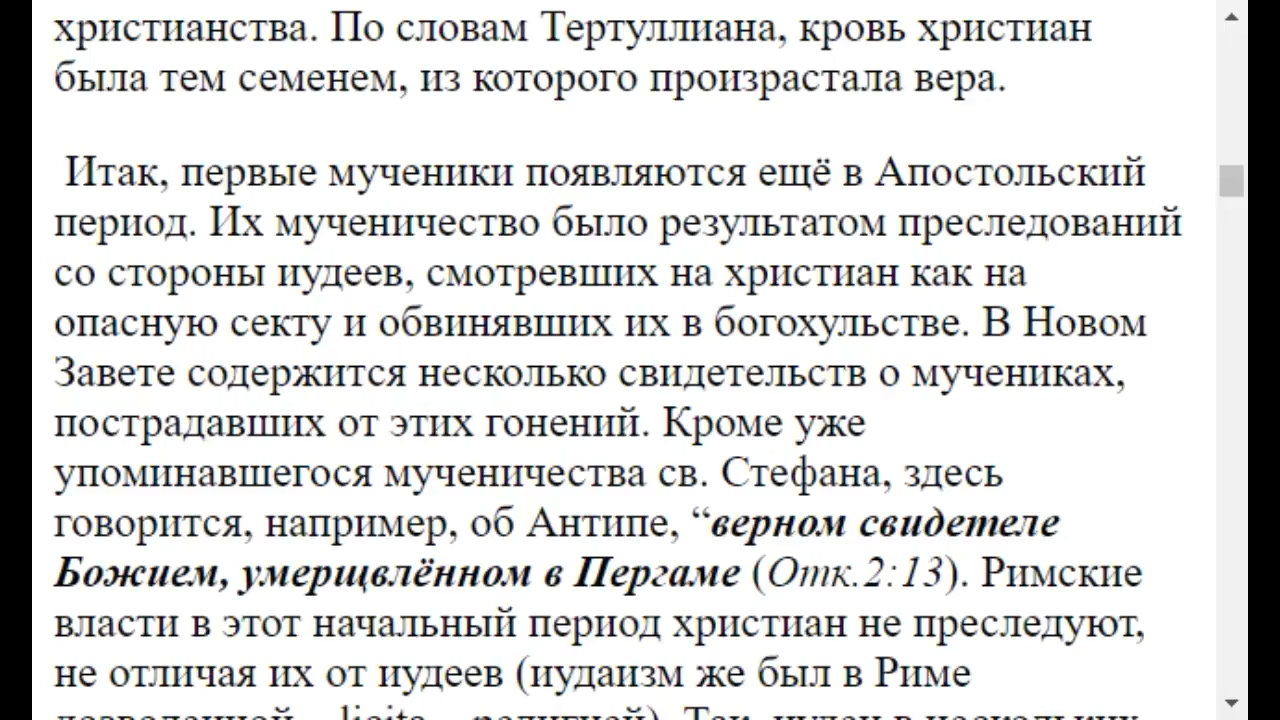 христианства. По словам Тертуллиана, кровь христиан
была тем семенем, из которого произрастала вера.
Итак, первые мученики появляются ещё в Апостольский
период. Их мученичество было результатом преследований
со стороны иудеев, смотревших на христиан как на
опасную секту и обвинявших их в богохульстве. В Новом
Завете содержится несколько свидетельств о мучениках,
пострадавших от этих гонений. Кроме уже
упоминавшегося мученичества св. Стефана, здесь
говорится, например, об Антипе, “верном свидетеле
Божием, умерщвлённом в Пергаме (Отк.2:13). Римские
власти в этот начальный период христиан не преследуют,
не отличая их от иудеев (иудаизм же был в Риме